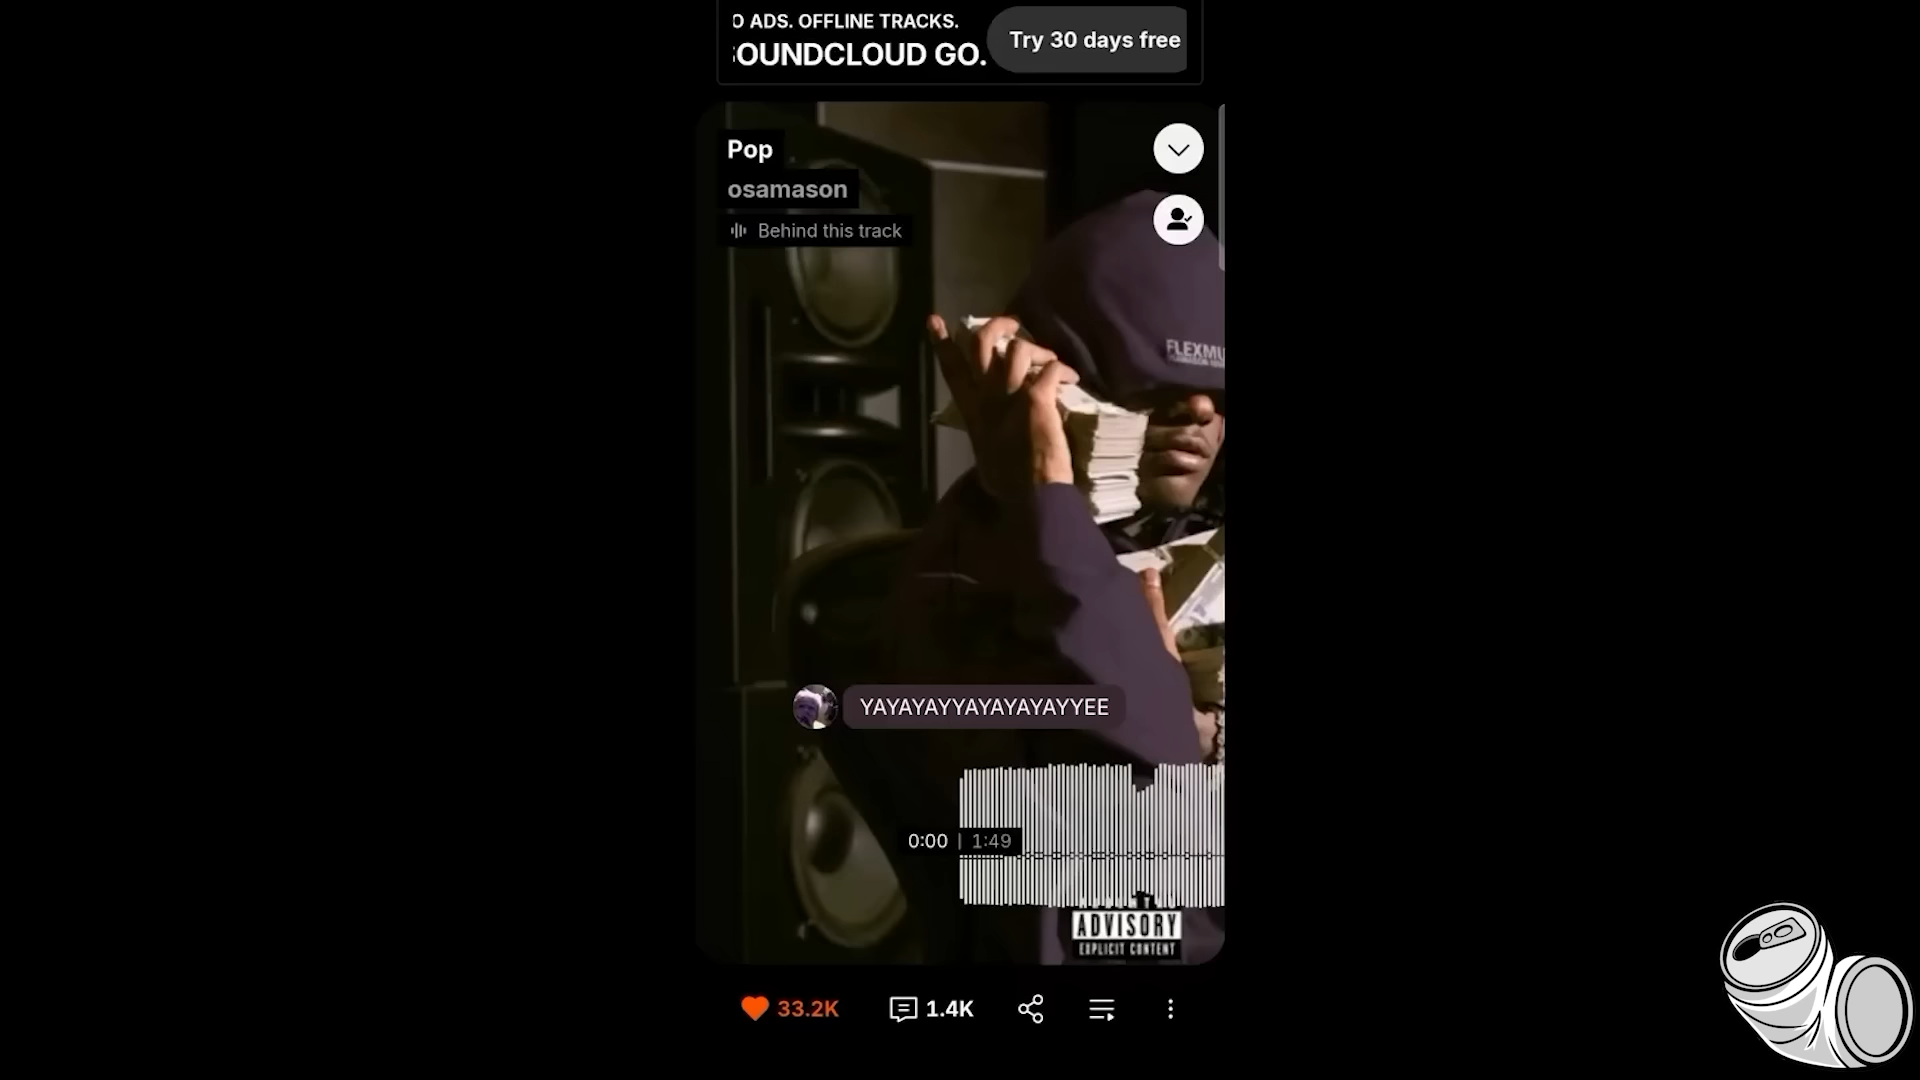 O ADS. OFFLINE TRACKS.
OUNDCLOUD GO.
Try 30 days free
Pop
osamason
Behind this track
FLEXMU
YAYAYAYYAYAYAYAYYEE
0:00 | 1:49
ADVISORY
EXPLICIT CONTENT
33.2K
1.4K